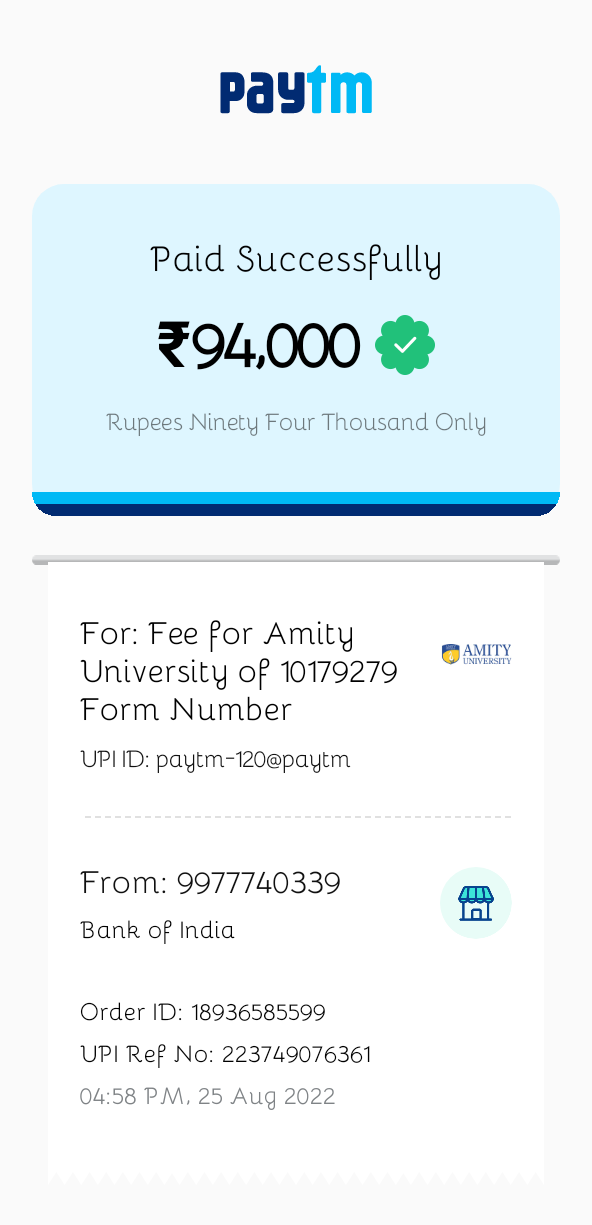 paytm
Paid Successfully
₹94,000
Rupees Ninety Four Thousand Only
For: Fee for Amity
University of 10179279
Form Number
AMITY
UNIVERSITY
UPI ID: paytm-120@paytm
From: 9977740339
Bank of India
Order ID: 18936585599
UPI Ref No: 223749076361
04:58 PM, 25 Aug 2022